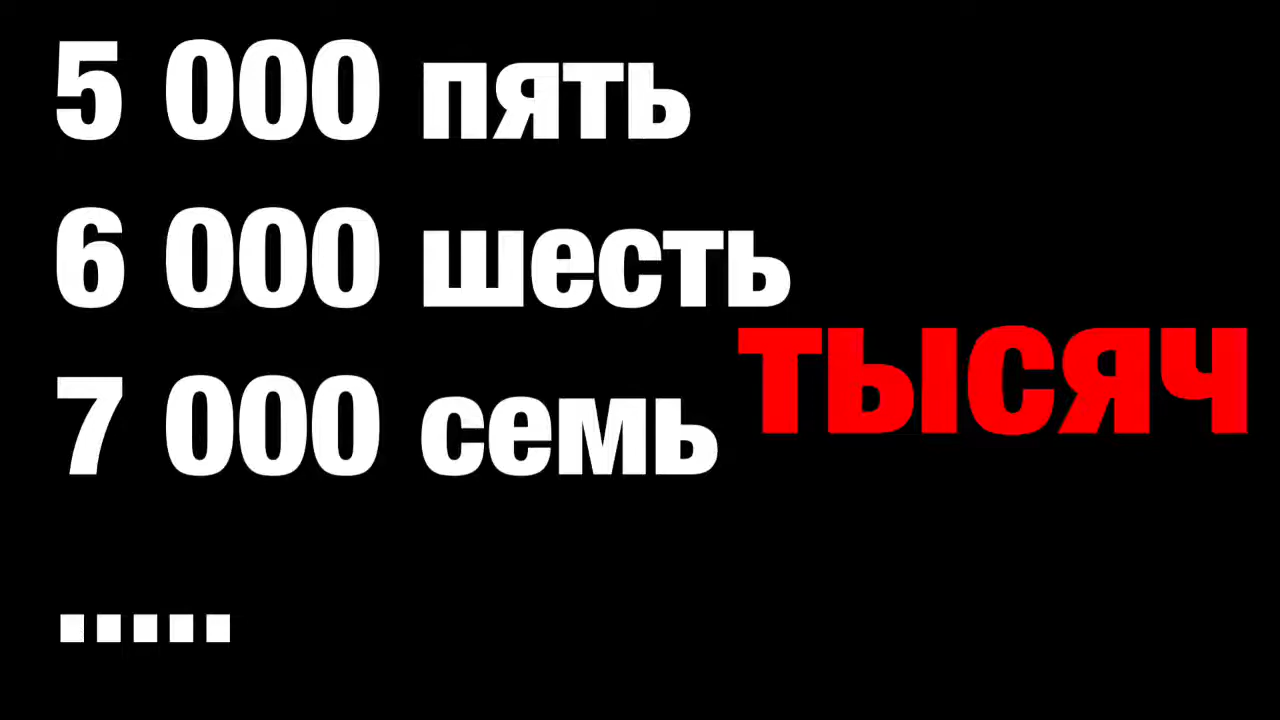 5 000 пять
6 000 шесть
тысяч
7 000 семь
.....